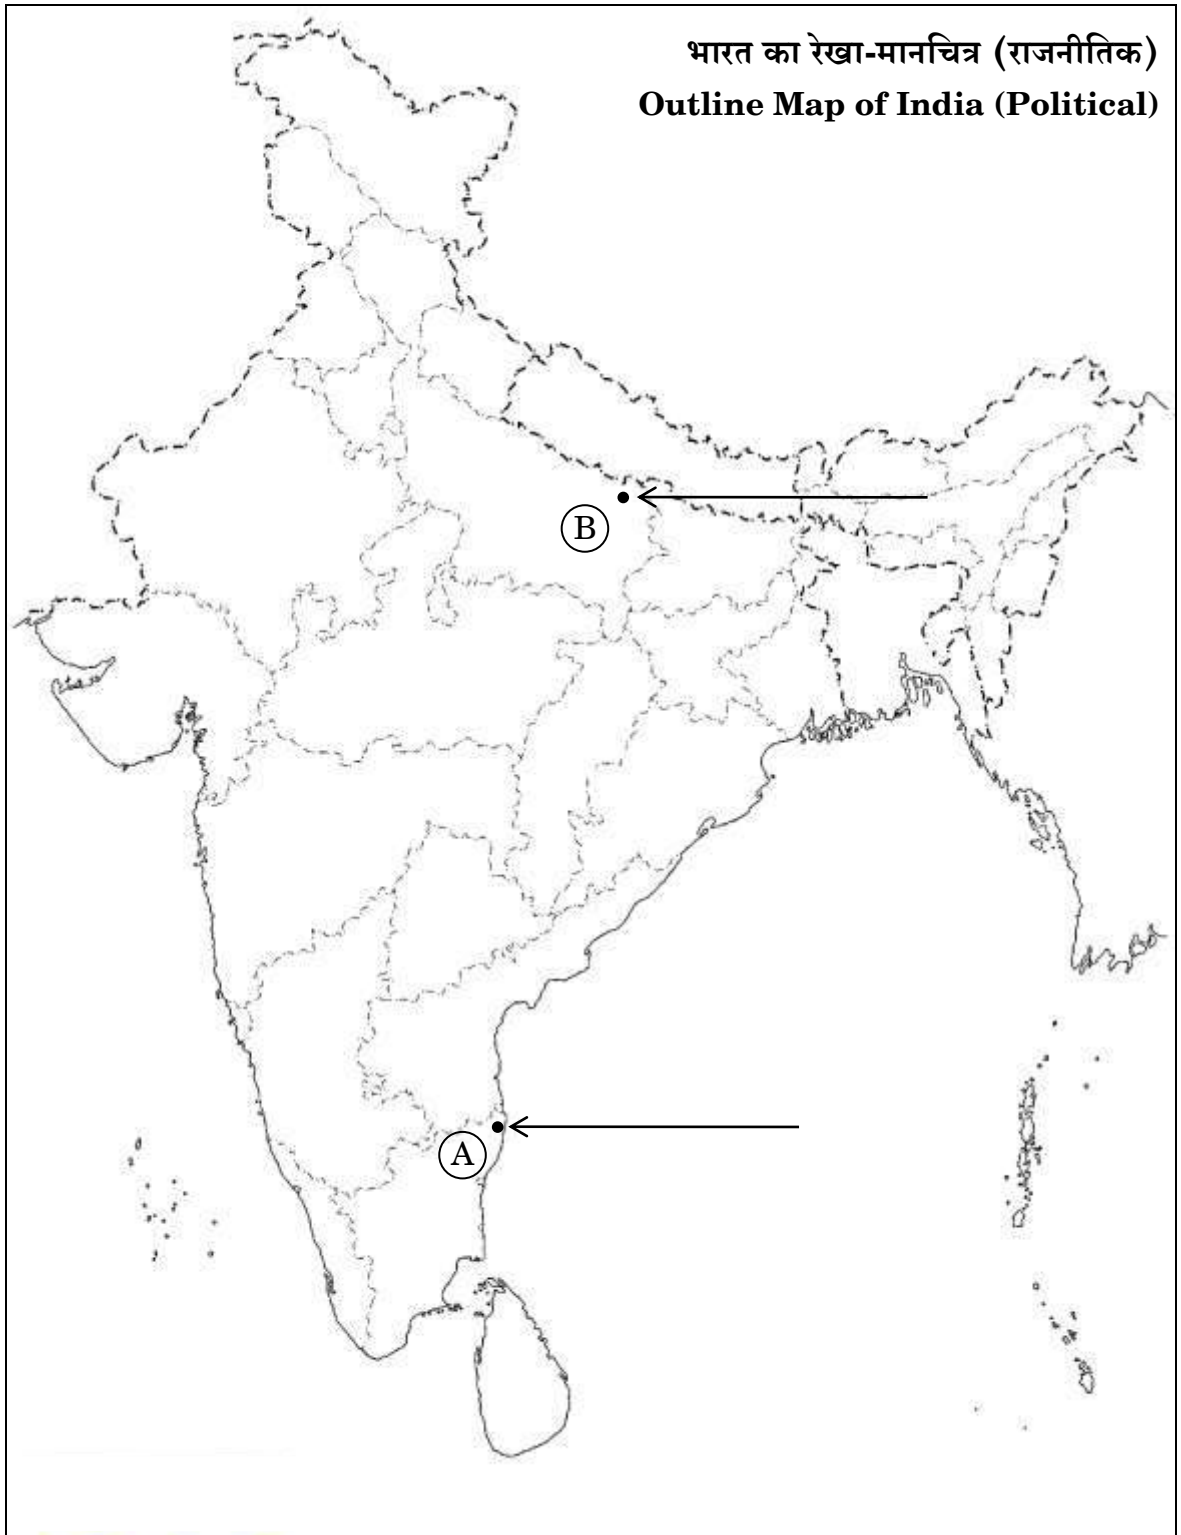 भारत का रेखा-मानचित्र (राजनीतिक)
Outline Map of India (Political)
B
A